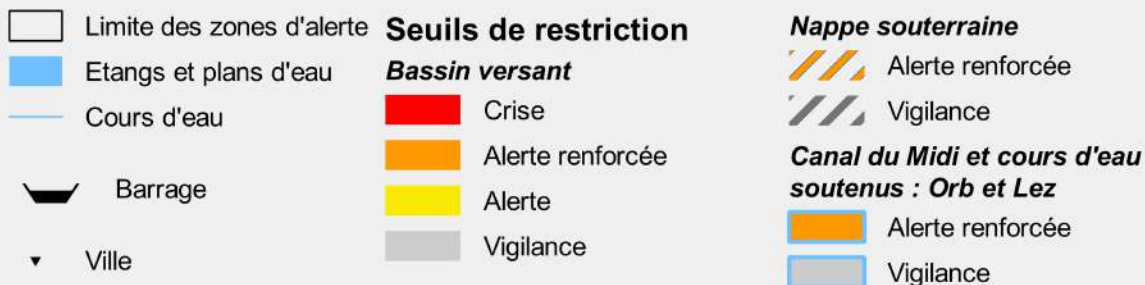 Limite des zones d'alerte
Etangs et plans d'eau
Cours d'eau
Barrage
Ville
Seuils de restriction
Bassin versant
Crise
Alerte renforcée
Alerte
Vigilance
Nappe souterraine
Alerte renforcée
Vigilance
Canal du Midi et cours d'eau
soutenus : Orb et Lez
Alerte renforcée
Vigilance